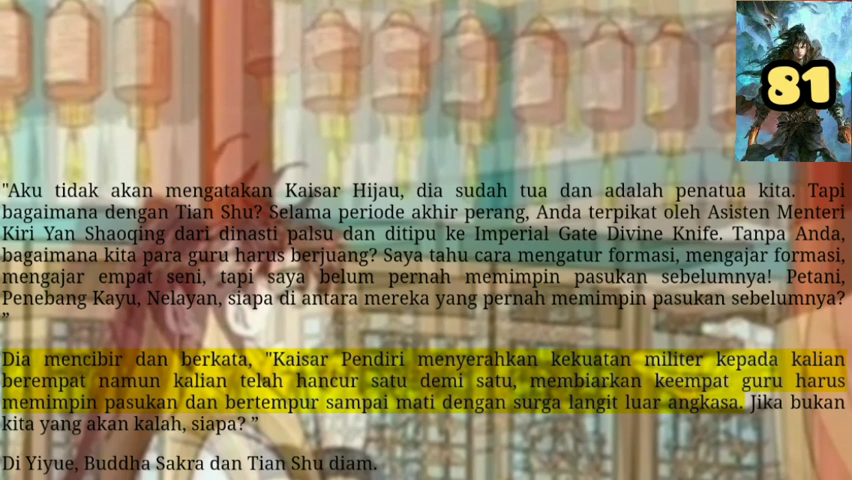 81
"Aku tidak akan mengatakan Kaisar Hijau, dia sudah tua dan adalah penatua kita. Tapi
bagaimana dengan Tian Shu? Selama periode akhir perang, Anda terpikat oleh Asisten Menteri
Kiri Yan Shaoqing dari dinasti palsu dan ditipu ke Imperial Gate Divine Knife. Tanpa Anda,
bagaimana kita para guru harus berjuang? Saya tahu cara mengatur formasi, mengajar formasi,
mengajar empat seni, tapi saya belum pernah memimpin pasukan sebelumnya! Petani,
Penebang Kayu, Nelayan, siapa di antara mereka yang pernah memimpin pasukan sebelumnya?
”
Dia mencibir dan berkata, "Kaisar Pendiri menyerahkan kekuatan militer kepada kalian
berempat namun kalian telah hancur satu demi satu, membiarkan keempat guru harus
memimpin pasukan dan bertempur sampai mati dengan surga langit luar angkasa. Jika bukan
kita yang akan kalah, siapa? ”
Di Yiyue, Buddha Sakra dan Tian Shu diam.